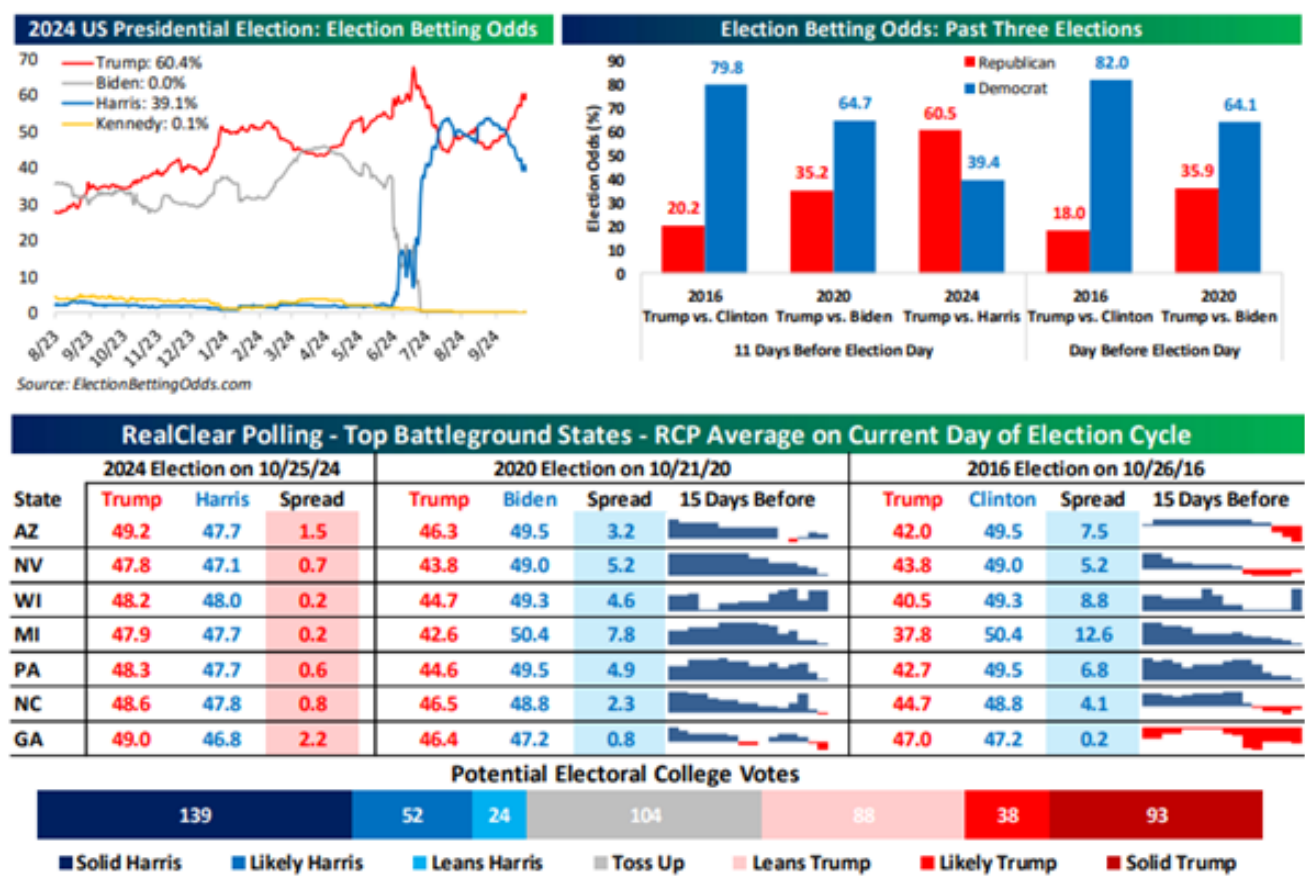 2024 US Presidential Election: Election Betting Odds
70
60
50
40
30
20
10
0
Trump: 60.4%
Biden: 0.0%
Harris: 39.1%
Kennedy: 0.1%
8/23 9/23 10/23 11/23 12/23 1/24 2/24 3/24 4/24 5/24 6/24 7/24 8/24 9/24
Source: ElectionBettingOdds.com
Election Betting Odds: Past Three Elections
Election Odds (%)
90
80
70
60
50
40
30
20
10
0
Republican
Democrat
20.2 79.8 35.2 64.7 60.5 39.4 18.0 82.0 35.9 64.1
2016 2020 2024 2016 2020
Trump vs. Clinton Trump vs. Biden Trump vs. Harris Trump vs. Clinton Trump vs. Biden
11 Days Before Election Day Day Before Election Day
RealClear Polling - Top Battleground States - RCP Average on Current Day of Election Cycle
2024 Election on 10/25/24 2020 Election on 10/21/20 2016 Election on 10/26/16
State Trump Harris Spread Trump Biden Spread 15 Days Before Trump Clinton Spread 15 Days Before
AZ 49.2 47.7 1.5 46.3 49.5 3.2 42.0 49.5 7.5
NV 47.8 47.1 0.7 43.8 49.0 5.2 43.8 49.0 5.2
WI 48.2 48.0 0.2 44.7 49.3 4.6 40.5 49.3 8.8
MI 47.9 47.7 0.2 42.6 50.4 7.8 37.8 50.4 12.6
PA 48.3 47.7 0.6 44.6 49.5 4.9 42.7 49.5 6.8
NC 48.6 47.8 0.8 46.5 48.8 2.3 44.7 48.8 4.1
GA 49.0 46.8 2.2 46.4 47.2 0.8 47.0 47.2 0.2
Potential Electoral College Votes
139 52 24 104 88 38 93
Solid Harris Likely Harris Leans Harris Toss Up Leans Trump Likely Trump Solid Trump